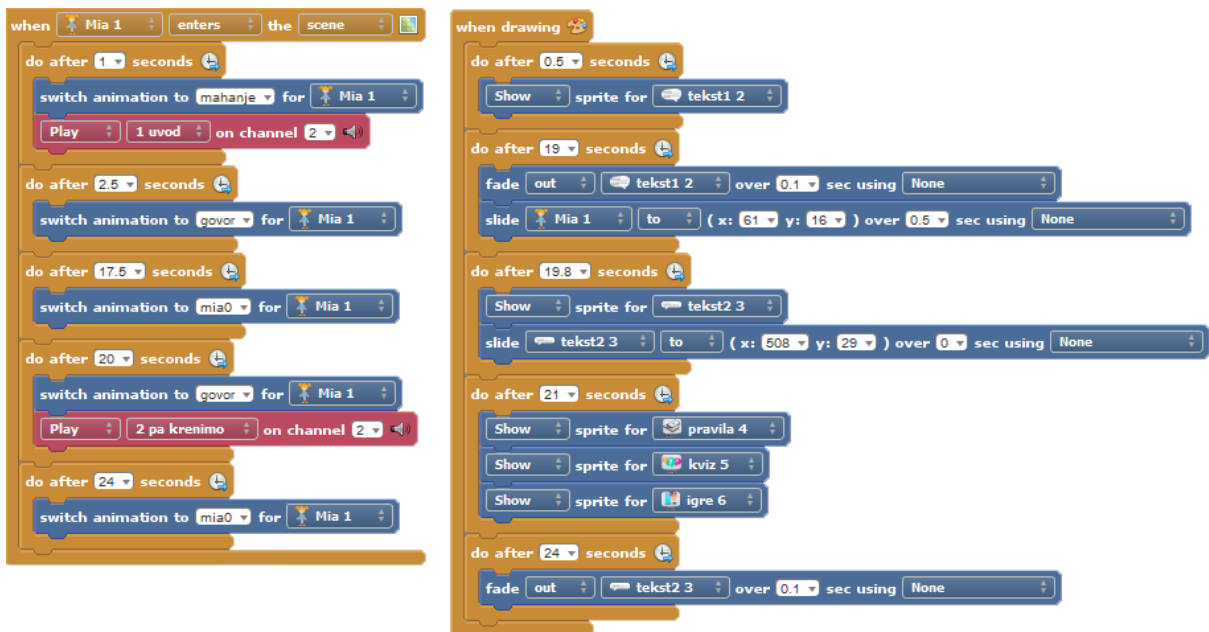 when Mia 1 enters the scene
do after 1 seconds
switch animation to mahanje for Mia 1
Play 1 uvod on channel 2
do after 2.5 seconds
switch animation to govor for Mia 1
do after 17.5 seconds
switch animation to mia0 for Mia 1
do after 20 seconds
switch animation to govor for Mia 1
Play 2 pa krenimo on channel 2
do after 24 seconds
switch animation to mia0 for Mia 1
when drawing
do after 0.5 seconds
Show sprite for tekst1 2
do after 19 seconds
fade out tekst1 2 over 0.1 sec using None
slide Mia 1 to ( x: 61 y: 16 ) over 0.5 sec using None
do after 19.8 seconds
Show sprite for tekst2 3
slide tekst2 3 to ( x: 508 y: 29 ) over 0 sec using None
do after 21 seconds
Show sprite for pravila 4
Show sprite for kviz 5
Show sprite for igre 6
do after 24 seconds
fade out tekst2 3 over 0.1 sec using None